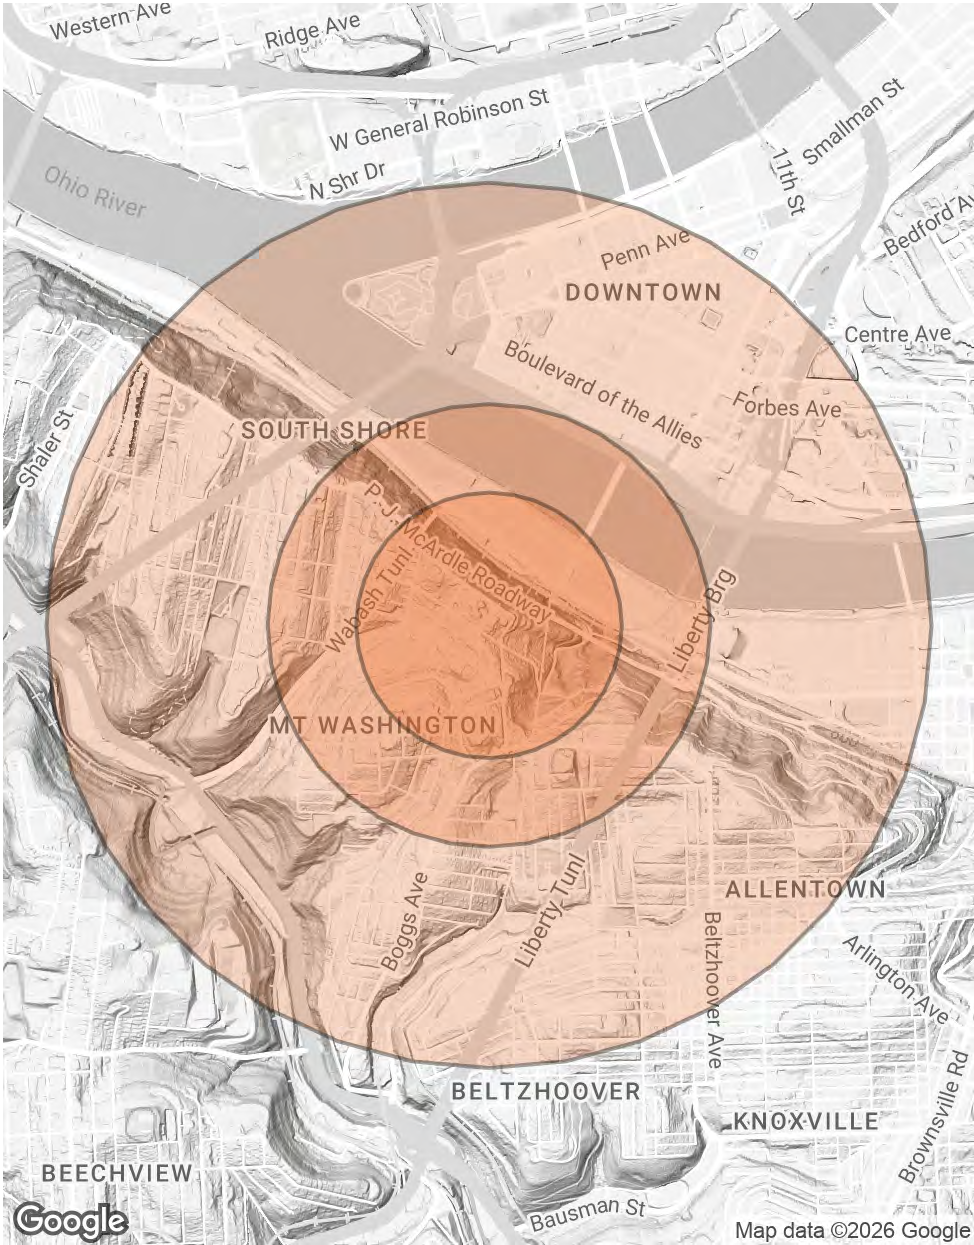 Western Ave
Ridge Ave
Smallman St
W General Robinson St
11th St
N Shr Dr
Ohio River
Bedford Av
Penn Ave
DOWNTOWN
Centre Ave
Boulevard of the Allies
Forbes Ave
SOUTH SHORE
Shaler St
P. J. McArdle Roadway
Wabash Tunl
Liberty Brg
MT WASHINGTON
ALLENTOWN
Boggs Ave
Liberty Tunl
Beltzhoover Ave
Arlington Ave
BELTZHOOVER
KNOXVILLE
Brownsville Rd
BEECHVIEW
Bausman St
Google
Map data ©2026 Google